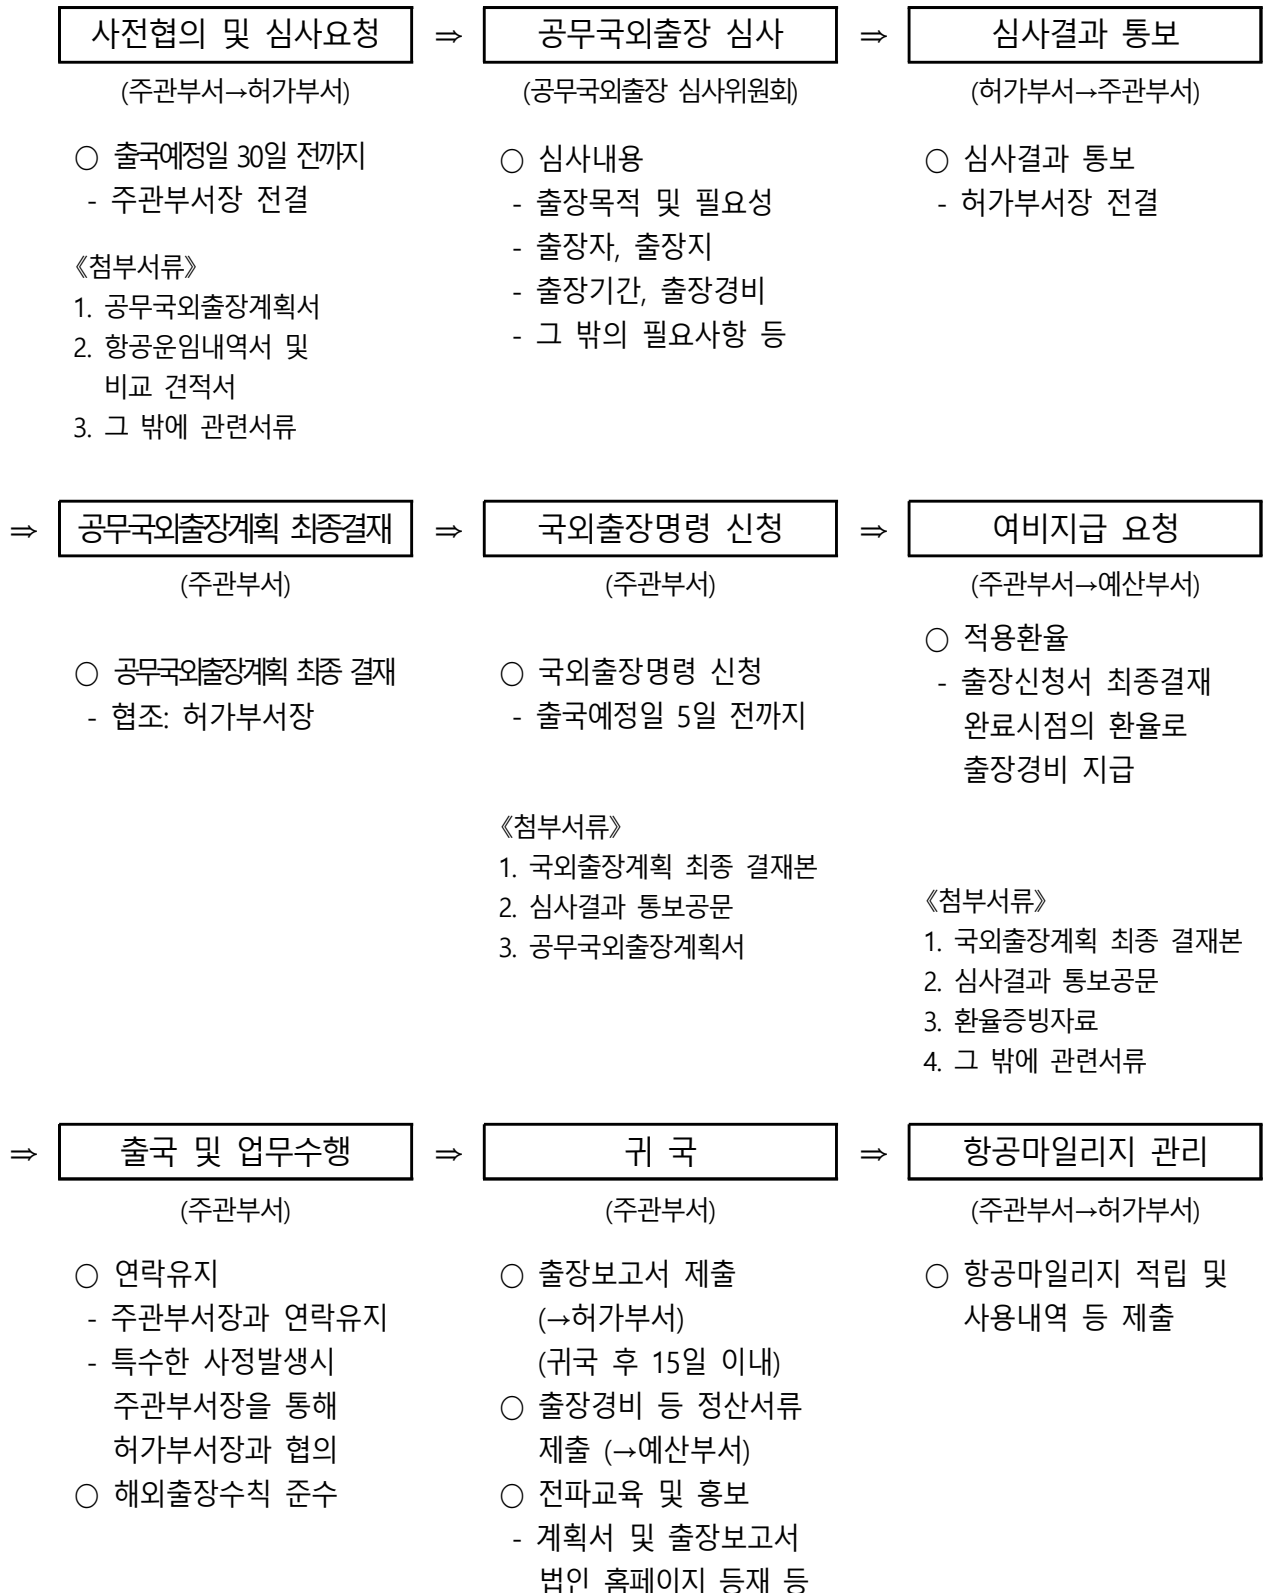 사전협의 및 심사요청 ⇒ 공무국외출장 심사 ⇒ 심사결과 통보
(주관부서→허가부서)
○ 출국예정일 30일 전까지
- 주관부서장 전결
《첨부서류》
1. 공무국외출장계획서
2. 항공운임내역서 및
비교 견적서
3. 그 밖에 관련서류
(공무국외출장 심사위원회)
○ 심사내용
- 출장목적 및 필요성
- 출장자, 출장지
- 출장기간, 출장경비
- 그 밖의 필요사항 등
(허가부서→주관부서)
○ 심사결과 통보
- 허가부서장 전결
⇒ 공무국외출장계획 최종결재 ⇒ 국외출장명령 신청 ⇒ 여비지급 요청
(주관부서)
○ 공무국외출장계획 최종 결재
- 협조: 허가부서장
(주관부서)
○ 국외출장명령 신청
- 출국예정일 5일 전까지
《첨부서류》
1. 국외출장계획 최종 결재본
2. 심사결과 통보공문
3. 공무국외출장계획서
(주관부서→예산부서)
○ 적용환율
- 출장신청서 최종결재
완료시점의 환율로
출장경비 지급
《첨부서류》
1. 국외출장계획 최종 결재본
2. 심사결과 통보공문
3. 환율증빙자료
4. 그 밖에 관련서류
⇒ 출국 및 업무수행 ⇒ 귀 국 ⇒ 항공마일리지 관리
(주관부서)
○ 연락유지
- 주관부서장과 연락유지
- 특수한 사정발생시
주관부서장을 통해
허가부서장과 협의
○ 해외출장수칙 준수
(주관부서)
○ 출장보고서 제출
(→허가부서)
(귀국 후 15일 이내)
○ 출장경비 등 정산서류
제출 (→예산부서)
○ 전파교육 및 홍보
- 계획서 및 출장보고서
법인 홈페이지 등재 등
(주관부서→허가부서)
○ 항공마일리지 적립 및
사용내역 등 제출